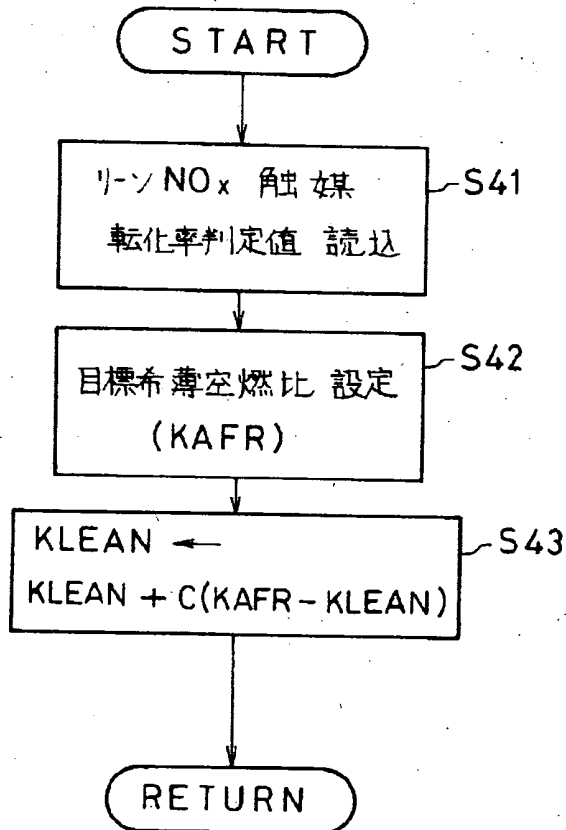 START
リーンNOx 触媒
転化率判定値 読込
S41
目標希薄空燃比 設定
(KAFR)
S42
KLEAN ←
KLEAN + C(KAFR-KLEAN)
S43
RETURN